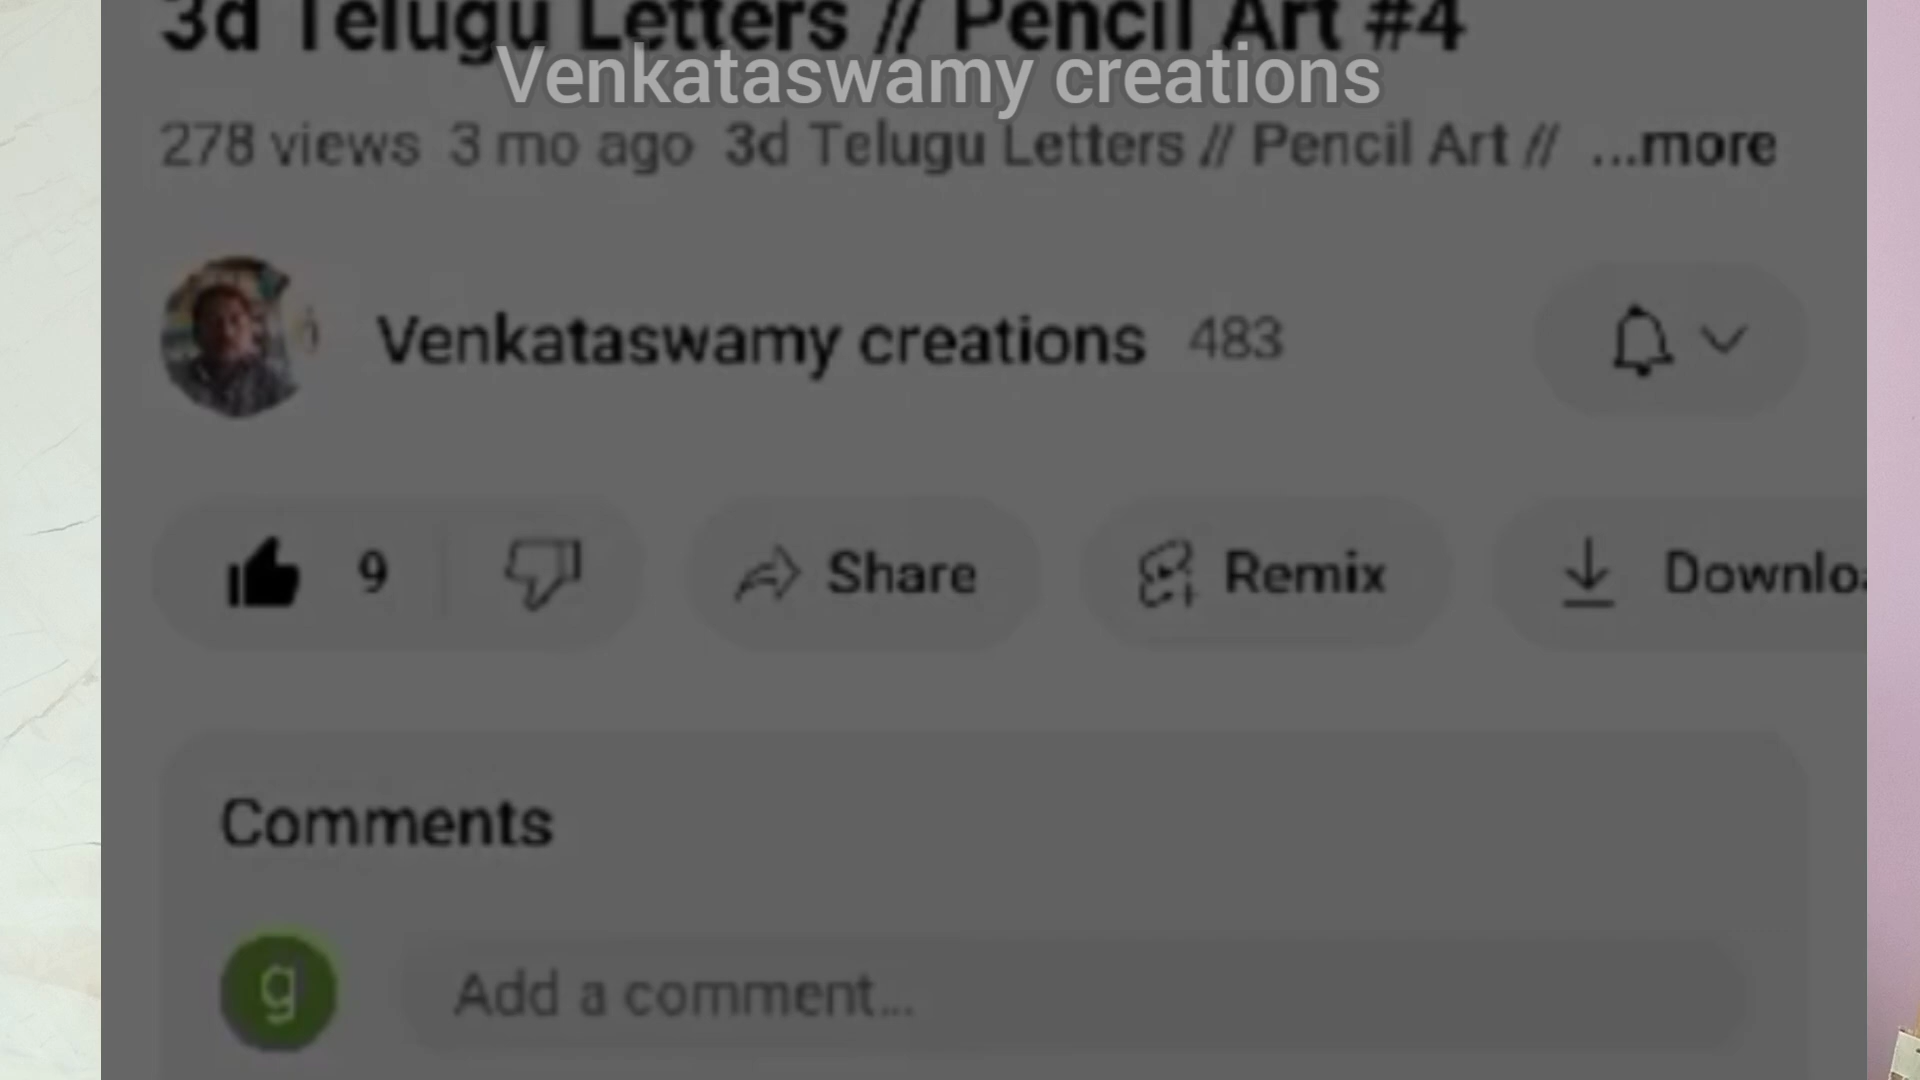 3d Telugu Letters // Pencil Art #4
Venkataswamy creations
278 views 3 mo ago 3d Telugu Letters // Pencil Art // ...more
Venkataswamy creations 483
9 Share Remix Downlo
Comments
g Add a comment...